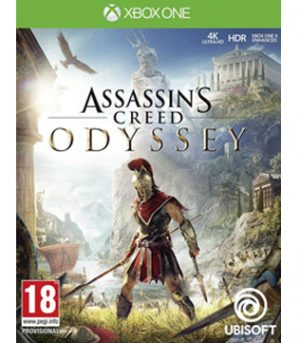 XBOX ONE
4K
ULTRA HD
HDR
XBOX ONE X
ENHANCED
ASSASSIN'S
CREED
ODYSSEY
18
www.pegi.info
PROVISIONAL
UBISOFT